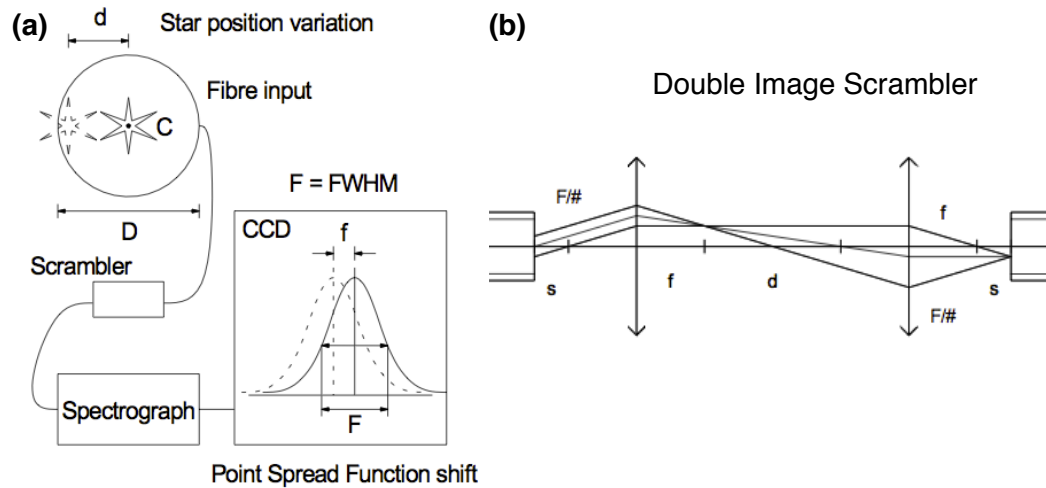 (a)
d
Star position variation
Fibre input
C
D
F = FWHM
CCD
f
Scrambler
Spectrograph
F
Point Spread Function shift
(b)
Double Image Scrambler
F/#
f
s
f
d
s
F/#